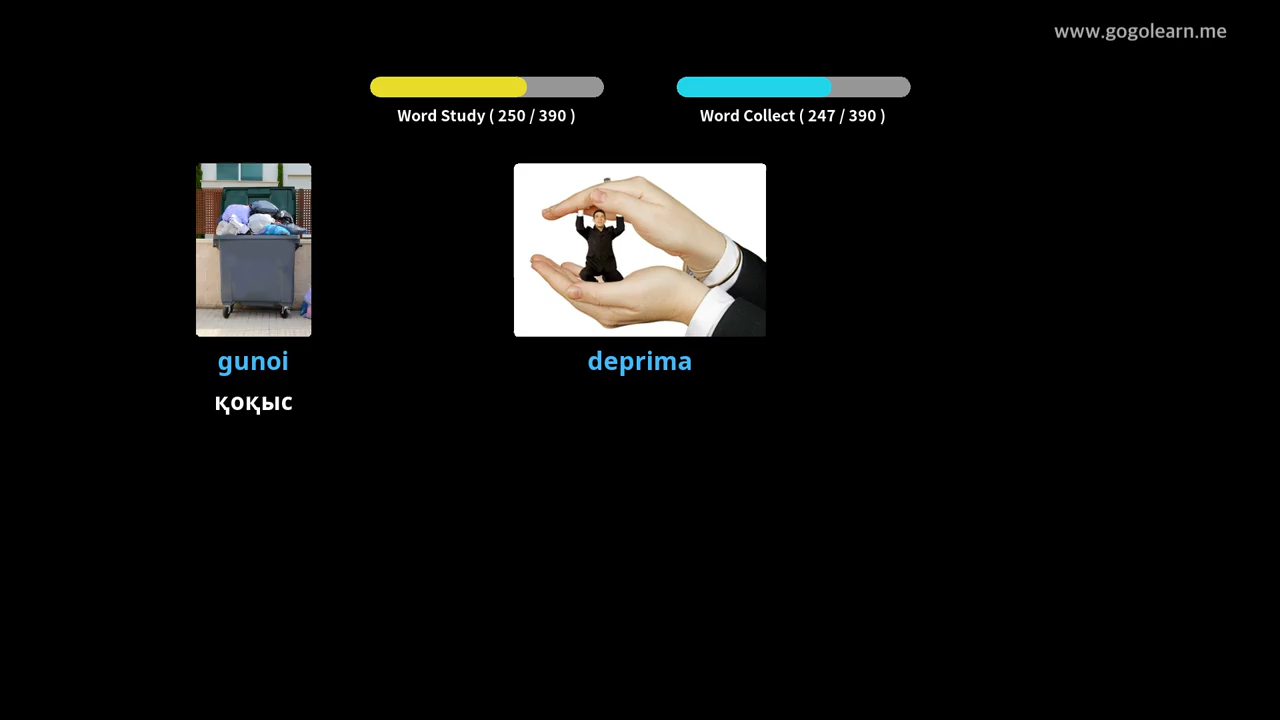 www.gogolearn.me
Word Study ( 250 / 390 )
Word Collect ( 247 / 390 )
gunoi
deprima
қоқыс